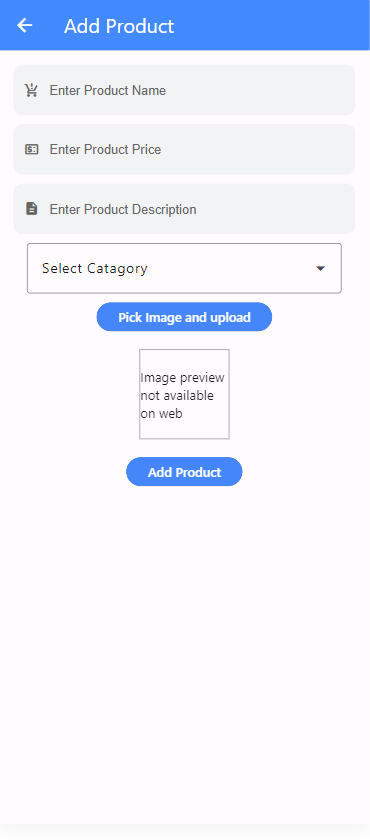 Add Product
Enter Product Name
Enter Product Price
Enter Product Description
Select Catagory
Pick Image and upload
Image preview
not available
on web
Add Product